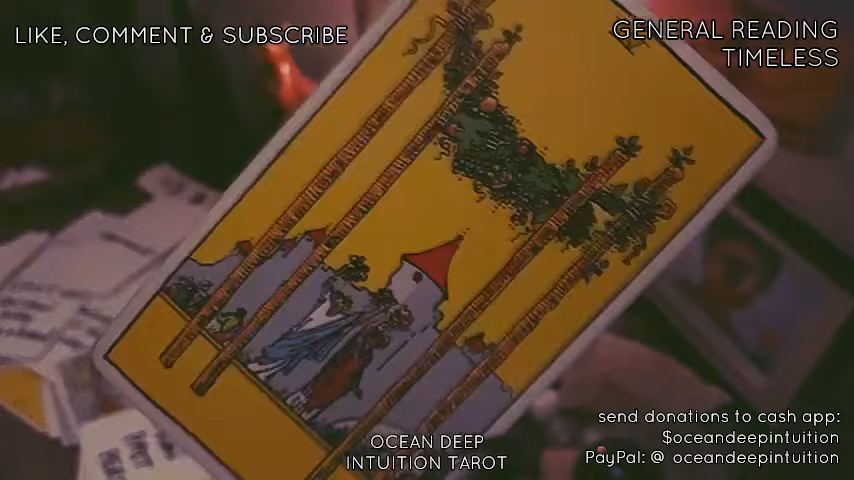 LIKE, COMMENT & SUBSCRIBE
GENERAL READING
TIMELESS
OCEAN DEEP
INTUITION TAROT
send donations to cash app:
$oceandeepintuition
PayPal: @ oceandeepintuition